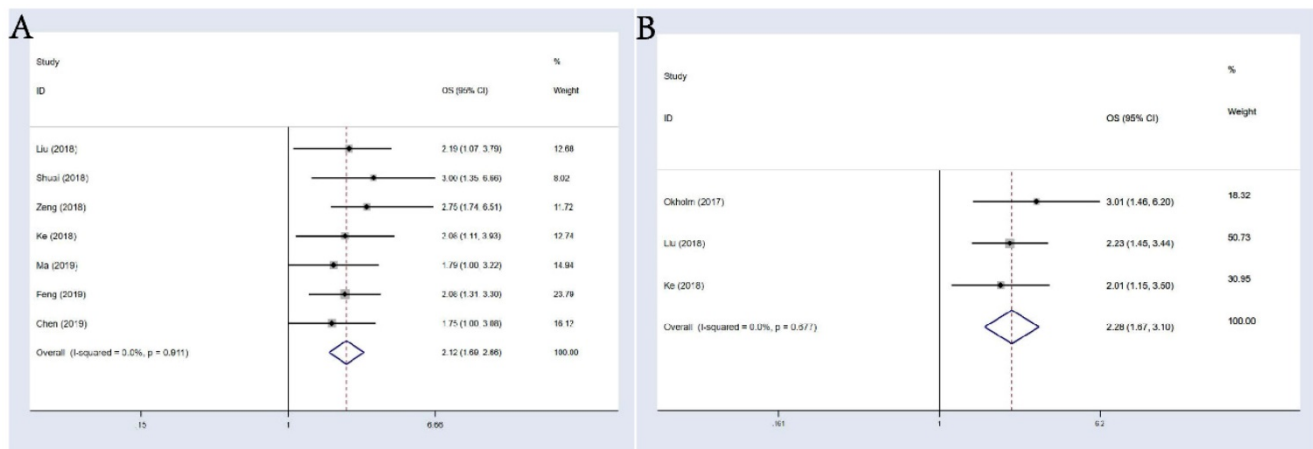 A
Study %
ID OS (95% CI) Weight
Liu (2018) 2.19 (1.07, 3.79) 12.68
Shuai (2018) 3.00 (1.35, 6.66) 8.02
Zeng (2018) 2.75 (1.74, 6.51) 11.72
Ke (2018) 2.06 (1.11, 3.93) 12.74
Ma (2019) 1.79 (1.00, 3.22) 14.94
Feng (2019) 2.06 (1.31, 3.30) 23.79
Chen (2019) 1.75 (1.00, 3.08) 16.12
Overall (I-squared = 0.0%, p = 0.911) 2.12 (1.69, 2.66) 100.00
.15 1 6.66
B
Study %
ID OS (95% CI) Weight
Okholm (2017) 3.01 (1.46, 6.20) 18.32
Liu (2018) 2.23 (1.45, 3.44) 50.73
Ke (2018) 2.01 (1.15, 3.50) 30.95
Overall (I-squared = 0.0%, p = 0.677) 2.28 (1.67, 3.10) 100.00
.161 1 6.2